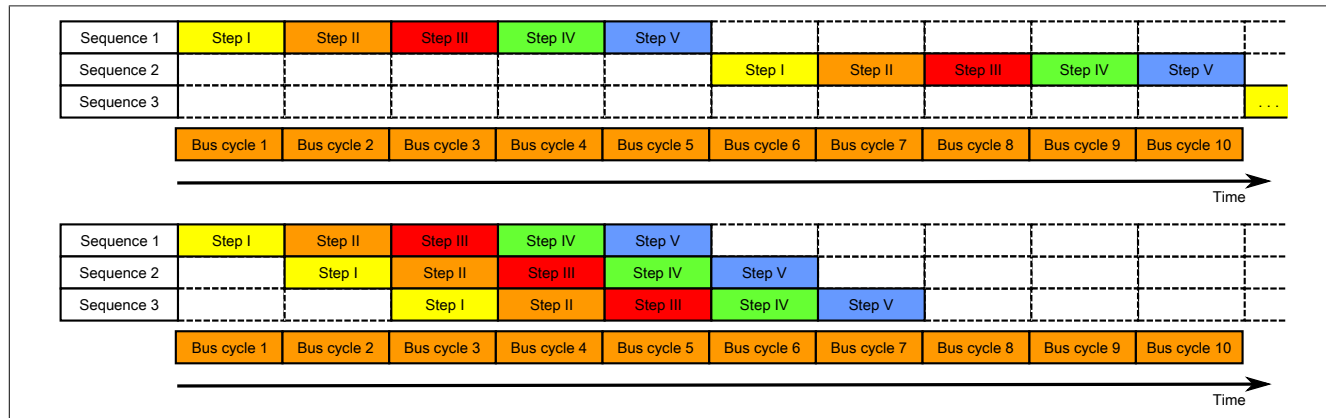 Sequence 1 Step I Step II Step III Step IV Step V
Sequence 2 Step I Step II Step III Step IV Step V
Sequence 3 . . .
Bus cycle 1 Bus cycle 2 Bus cycle 3 Bus cycle 4 Bus cycle 5 Bus cycle 6 Bus cycle 7 Bus cycle 8 Bus cycle 9 Bus cycle 10
Time
Sequence 1 Step I Step II Step III Step IV Step V
Sequence 2 Step I Step II Step III Step IV Step V
Sequence 3 Step I Step II Step III Step IV Step V
Bus cycle 1 Bus cycle 2 Bus cycle 3 Bus cycle 4 Bus cycle 5 Bus cycle 6 Bus cycle 7 Bus cycle 8 Bus cycle 9 Bus cycle 10
Time